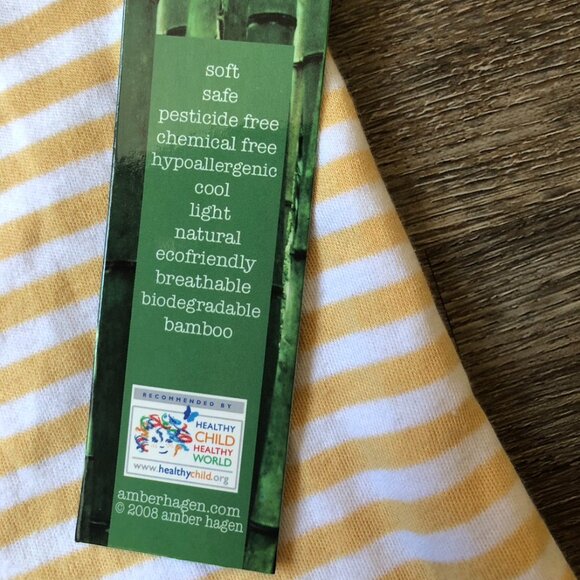 soft
safe
pesticide free
chemical free
hypoallergenic
cool
light
natural
ecofriendly
breathable
biodegradable
bamboo
RECOMMENDED BY
HEALTHY
CHILD
HEALTHY
WORLD
www.healthychild.org
amberhagen.com
© 2008 amber hagen